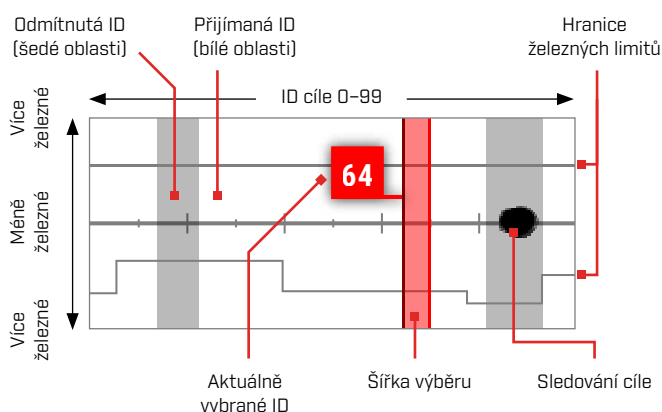 Odmítnutá ID
(šedé oblasti)
Přijímaná ID
(bílé oblasti)
Hranice
železných limitů
ID cíle 0–99
Více
železné
Méně
železné
Více
železné
64
Aktuálně
vybrané ID
Šířka výběru
Sledování cíle